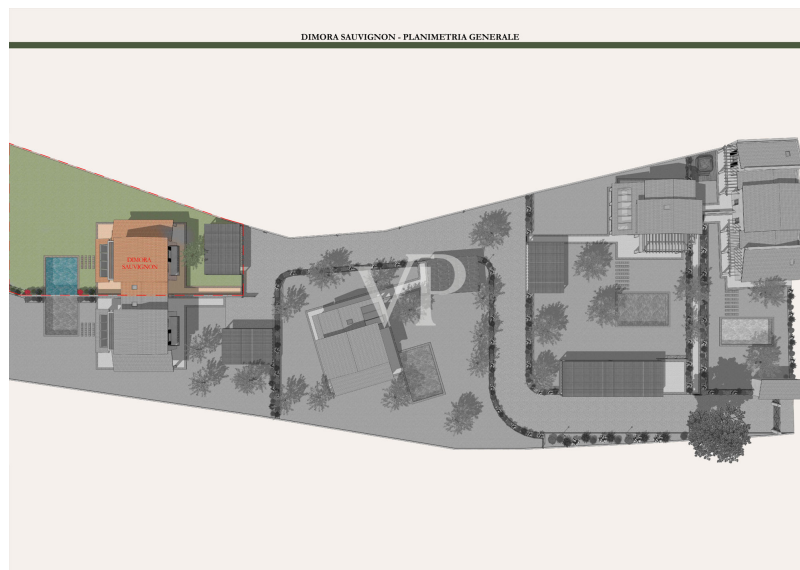 DIMORA SAUVIGNON - PLANIMETRIA GENERALE
DIMORA
SAUVIGNON
VP